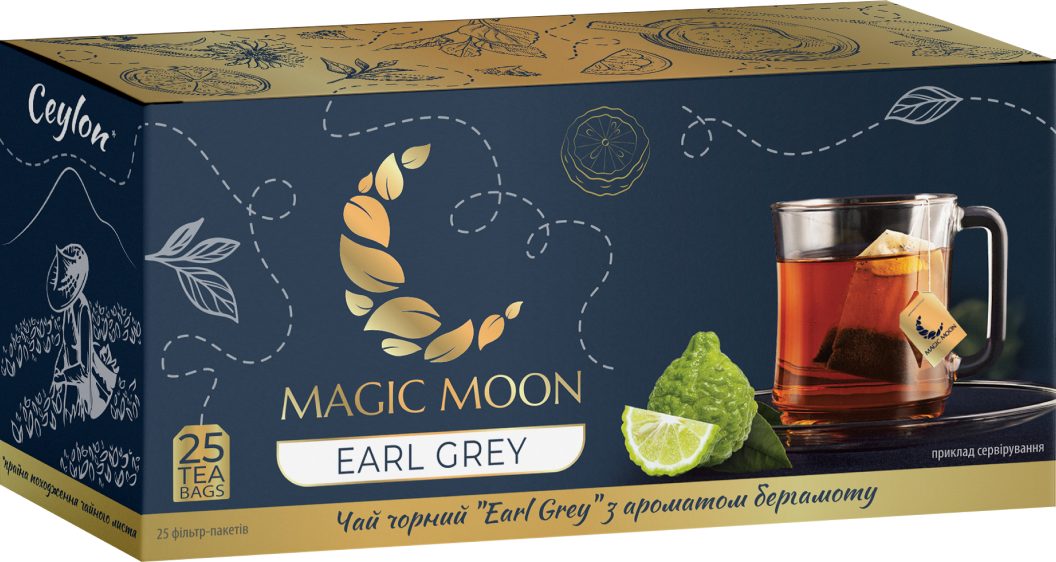 Ceylon*
*країна походження чайного листа
MAGIC MOON
EARL GREY
25
TEA
BAGS
25 фільтр-пакетів
Чай чорний "Earl Grey" з ароматом бергамоту
MAGIC MOON
приклад сервірування